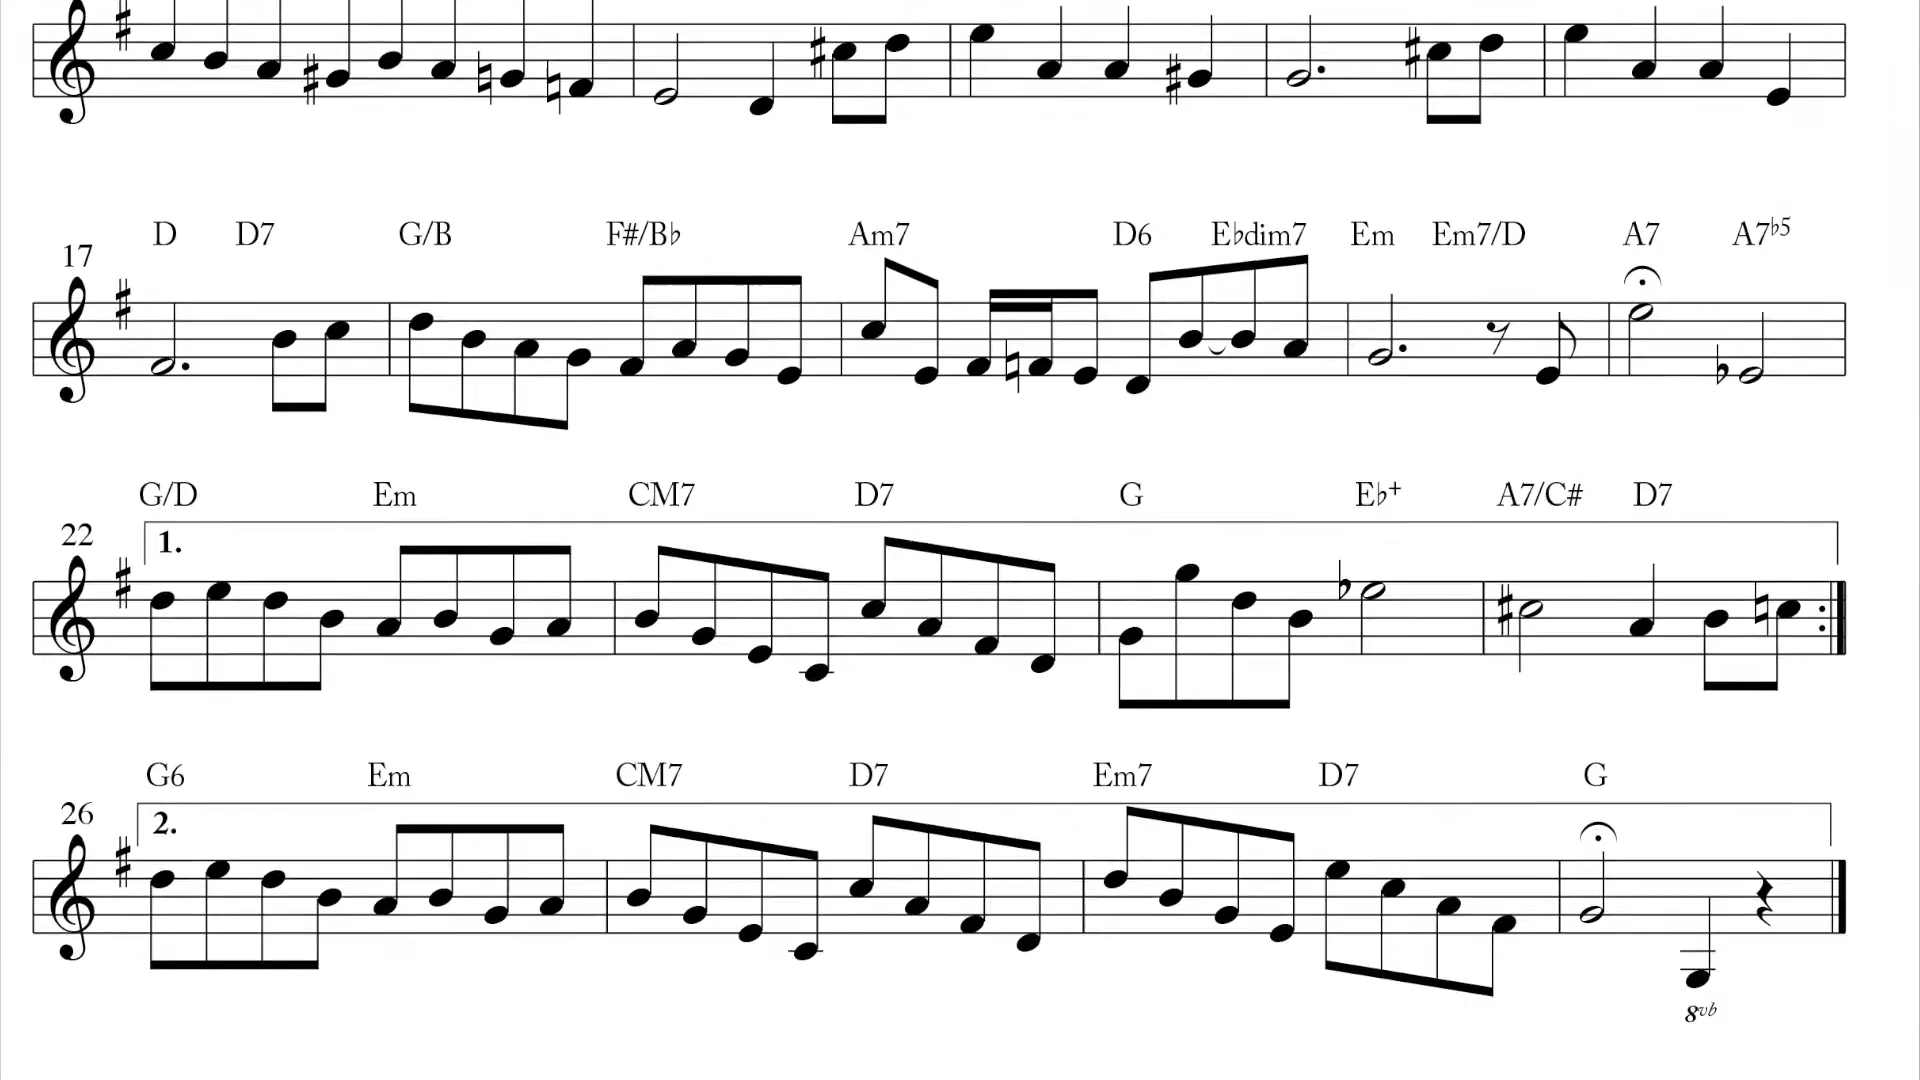 D D7 G/B F#/B♭ Am7 D6 E♭dim7 Em Em7/D A7 A7♭5
17
G/D Em CM7 D7 G E♭+ A7/C# D7
22
1.
G6 Em CM7 D7 Em7 D7 G
26
2.
8vb